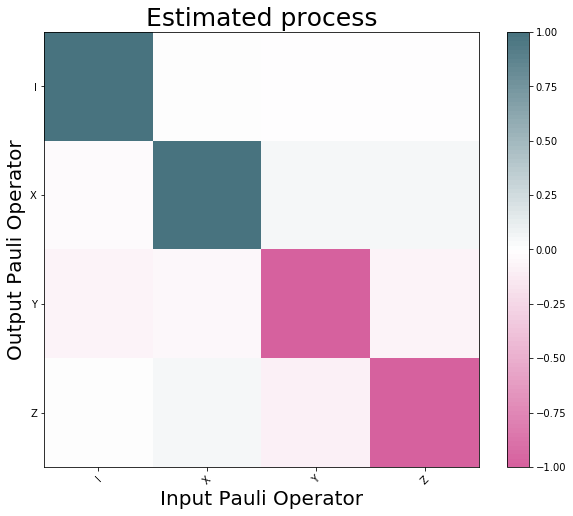 Estimated process
Output Pauli Operator
I
X
Y
Z
I
X
Y
Z
Input Pauli Operator
1.00
0.75
0.50
0.25
0.00
−0.25
−0.50
−0.75
−1.00